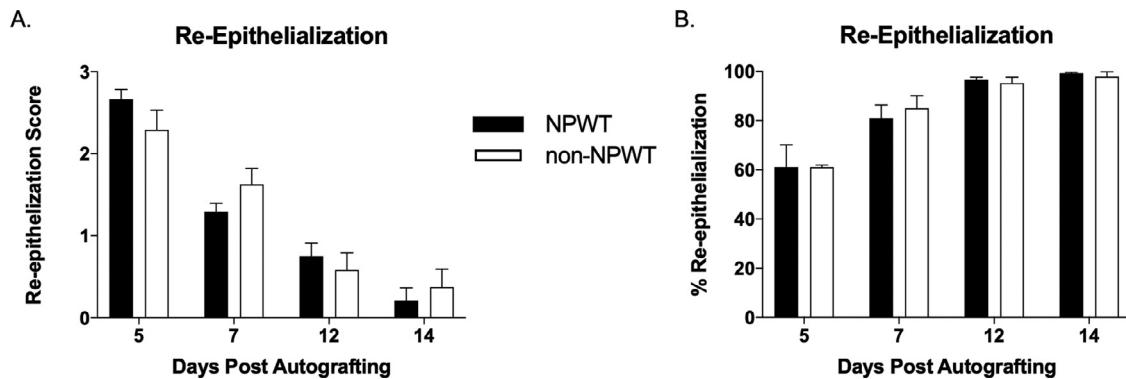 A.
Re-Epithelialization
Re-epithelization Score
3
2
1
0
5 7 12 14
Days Post Autografting
NPWT
non-NPWT
B.
Re-Epithelialization
% Re-epithelialization
100
80
60
40
20
0
5 7 12 14
Days Post Autografting